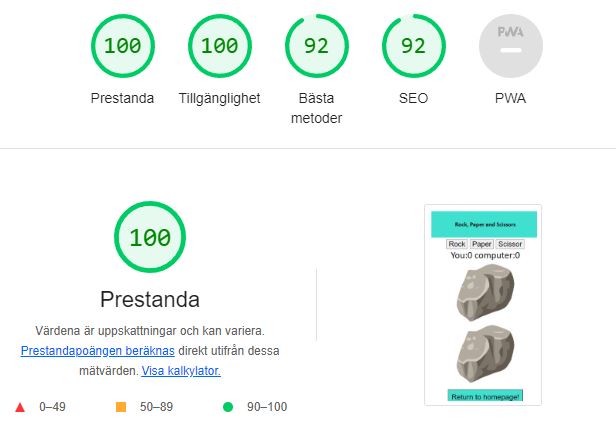 100
100
92
92
PWA
Prestanda
Tillgänglighet
Bästa
metoder
SEO
PWA
100
Prestanda
Värdena är uppskattningar och kan variera.
Prestandapoängen beräknas direkt utifrån dessa
mätvärden. Visa kalkylator.
0–49
50–89
90–100
Rock, Paper and Scissors
Rock Paper Scissor
You:0 computer:0
Return to homepage!